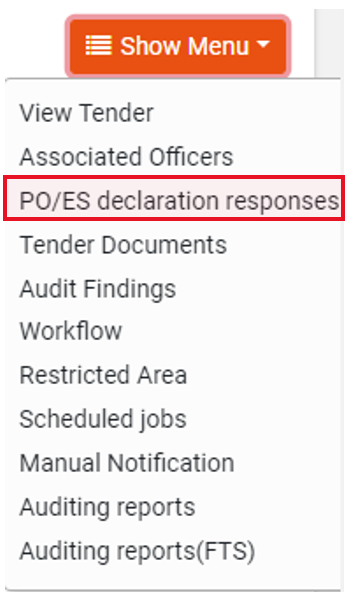 Show Menu
View Tender
Associated Officers
PO/ES declaration responses
Tender Documents
Audit Findings
Workflow
Restricted Area
Scheduled jobs
Manual Notification
Auditing reports
Auditing reports(FTS)